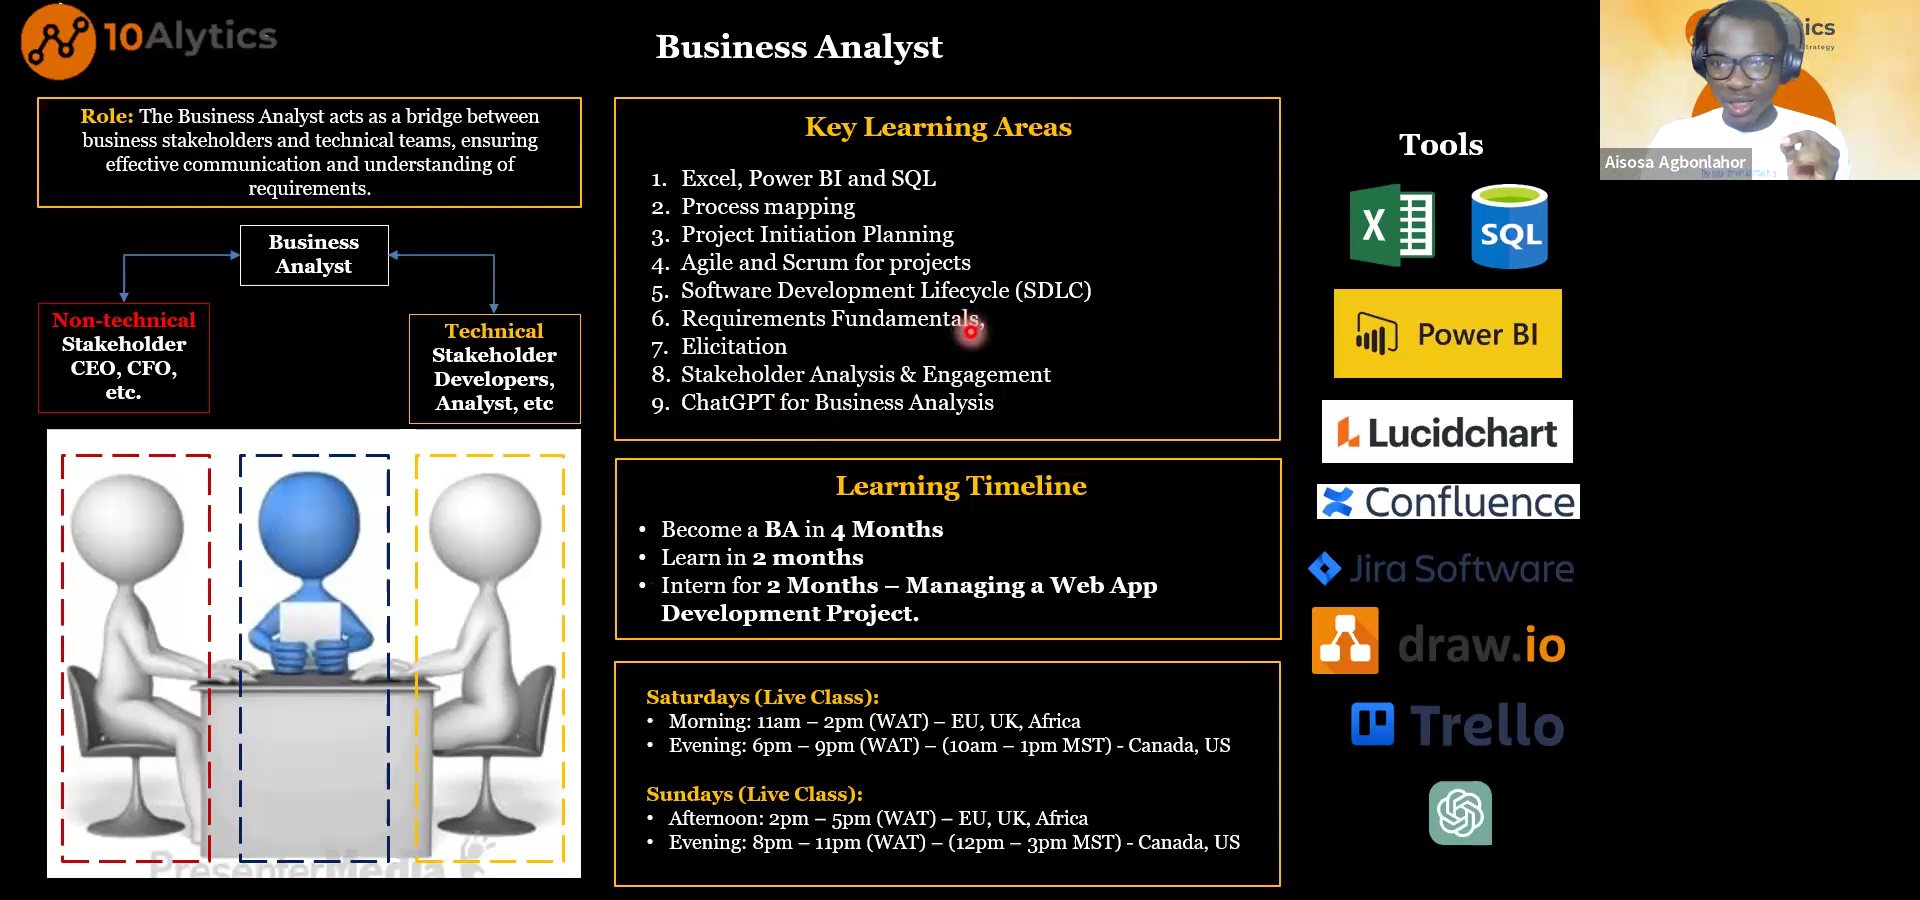 10Alytics
Business Analyst
Role: The Business Analyst acts as a bridge between
business stakeholders and technical teams, ensuring
effective communication and understanding of
requirements.
Business
Analyst
Non-technical
Stakeholder
CEO, CFO,
etc.
Technical
Stakeholder
Developers,
Analyst, etc
PresenterMedia
Key Learning Areas
1. Excel, Power BI and SQL
2. Process mapping
3. Project Initiation Planning
4. Agile and Scrum for projects
5. Software Development Lifecycle (SDLC)
6. Requirements Fundamentals,
7. Elicitation
8. Stakeholder Analysis & Engagement
9. ChatGPT for Business Analysis
Learning Timeline
• Become a BA in 4 Months
• Learn in 2 months
• Intern for 2 Months – Managing a Web App
Development Project.
Saturdays (Live Class):
• Morning: 11am – 2pm (WAT) – EU, UK, Africa
• Evening: 6pm – 9pm (WAT) – (10am – 1pm MST) - Canada, US
Sundays (Live Class):
• Afternoon: 2pm – 5pm (WAT) – EU, UK, Africa
• Evening: 8pm – 11pm (WAT) – (12pm – 3pm MST) - Canada, US
Tools
X
SQL
Power BI
Lucidchart
Confluence
Jira Software
draw.io
Trello
ics
trategy
Aisosa Agbonlahor